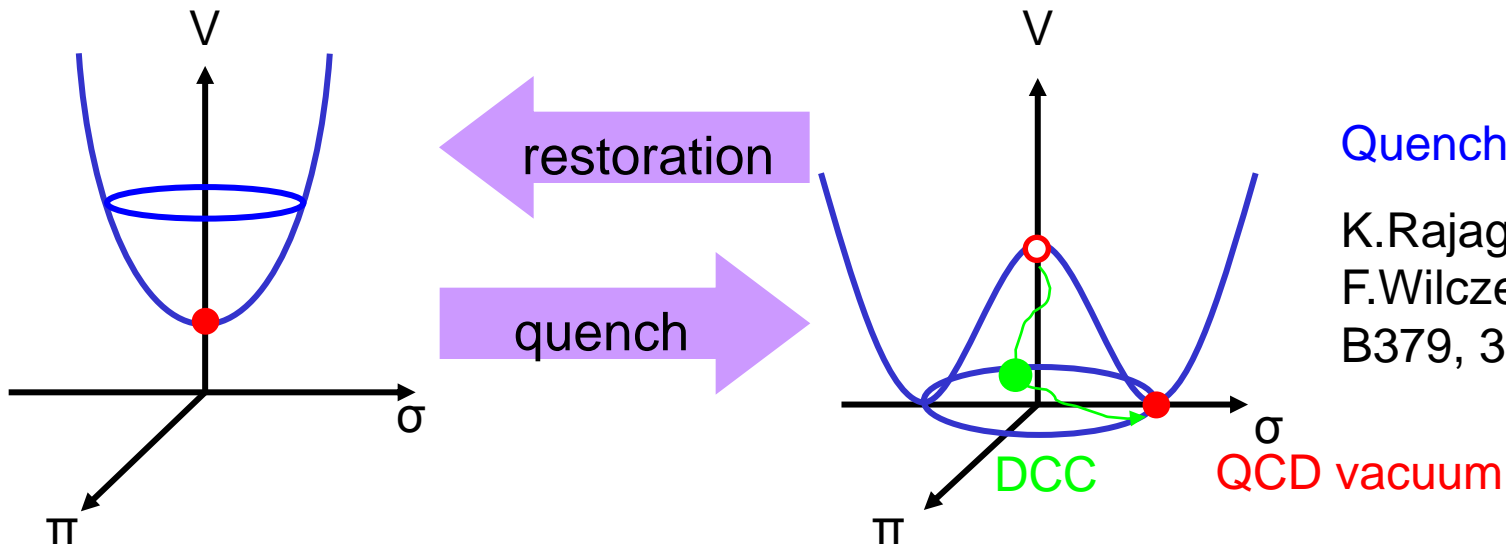 V
restoration
quench
σ
π
V
σ
DCC
QCD vacuum
π
Quench
K.Rajag
F.Wilcze
B379, 3